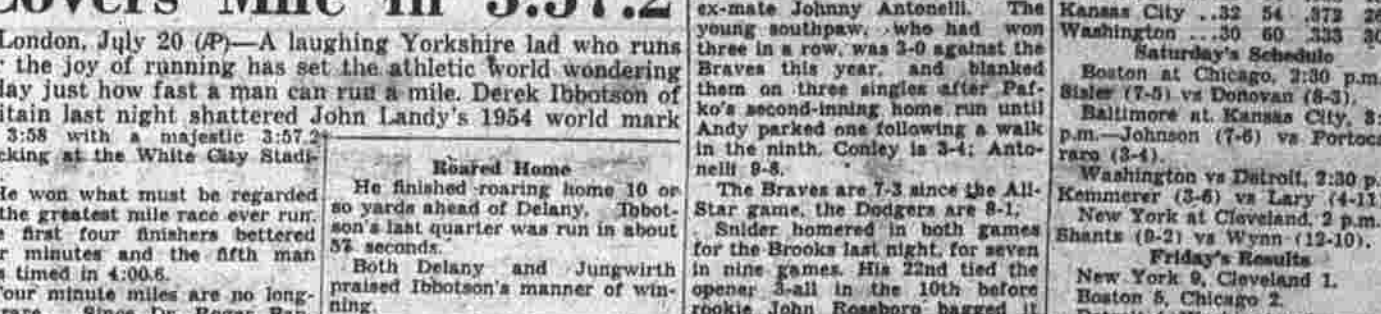 Mile in 3:57.2
London, July 20 (AP)—A laughing Yorkshire lad who runs
the joy of running has set the athletic world wondering
just how fast a man can run a mile. Derek Ibbotson of
last night shattered John Landy's 1954 world mark
3:58 with a majestic 3:57.2
at the White City Stadi-
He won what must be regarded
the greatest mile race ever run.
first four finishers bettered
minutes and the fifth man
timed in 4:00.6.
our minute miles are no long-
Since Dr. Roger Ban-
Roared Home
He finished roaring home 10 or
so yards ahead of Delany. Ibbot-
son's last quarter was run in about
seconds.
Both Delany and Jungwirth
praised Ibbotson's manner of win-
ning.
ex-mate Johnny Antonelli. The
young southpaw, who had won
three in a row, was 3-0 against the
Braves this year, and blanked
them on three singles after Paf-
ko's second-inning home run until
Andy parked one following a walk
in the ninth. Conley is 3-4; Anto-
nelli 9-8.
The Braves are 7-3 since the All-
Star game, the Dodgers are 8-1.
Snider homered in both games
for the Brooks last night, for seven
in nine games. His 22nd tied the
opener 3-all in the 10th before
rookie John Roseboro bagged it
Kansas City ..32 54 .372
Washington ...30 60 .333
Saturday's Schedule
Boston at Chicago, 2:30 p.m.
Sisler (7-5) vs Donovan (8-3).
Baltimore at Kansas City,
p.m.—Johnson (7-6) vs Portoca
raro (3-4).
Washington vs Detroit, 2:30 p.
Kemmerer (3-6) vs Lary (4-11)
New York at Cleveland, 2 p.m.
Shants (9-2) vs Wynn (12-10).
Friday's Results
New York 9, Cleveland 1.
Boston 5, Chicago 2.